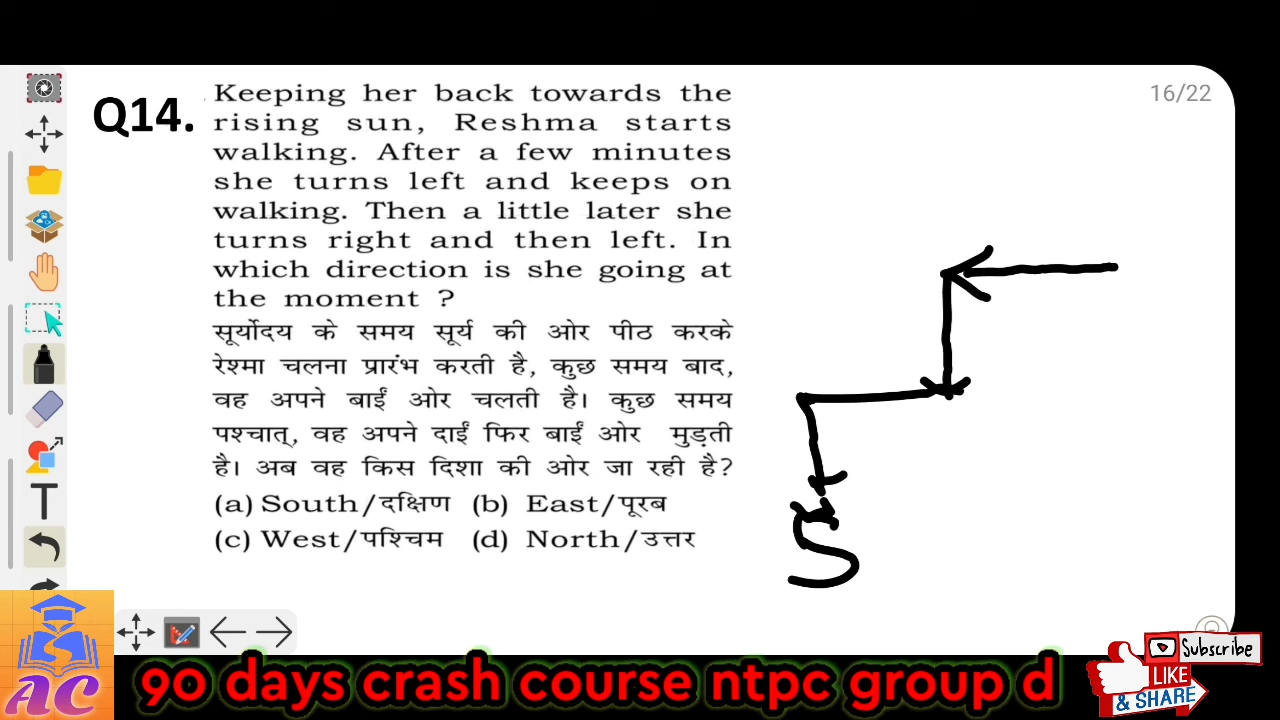 16/22
Q14.
Keeping her back towards the
rising sun, Reshma starts
walking. After a few minutes
she turns left and keeps on
walking. Then a little later she
turns right and then left. In
which direction is she going at
the moment ?
सूर्योदय के समय सूर्य की ओर पीठ करके
रेश्मा चलना प्रारंभ करती है, कुछ समय बाद,
वह अपने बाईं ओर चलती है। कुछ समय
पश्चात्, वह अपने दाईं फिर बाईं ओर मुड़ती
है। अब वह किस दिशा की ओर जा रही है?
(a) South/दक्षिण (b) East/पूरब
(c) West/पश्चिम (d) North/उत्तर
S
T
S
AC
90 days crash course ntpc group d
Subscribe
LIKE
& SHARE